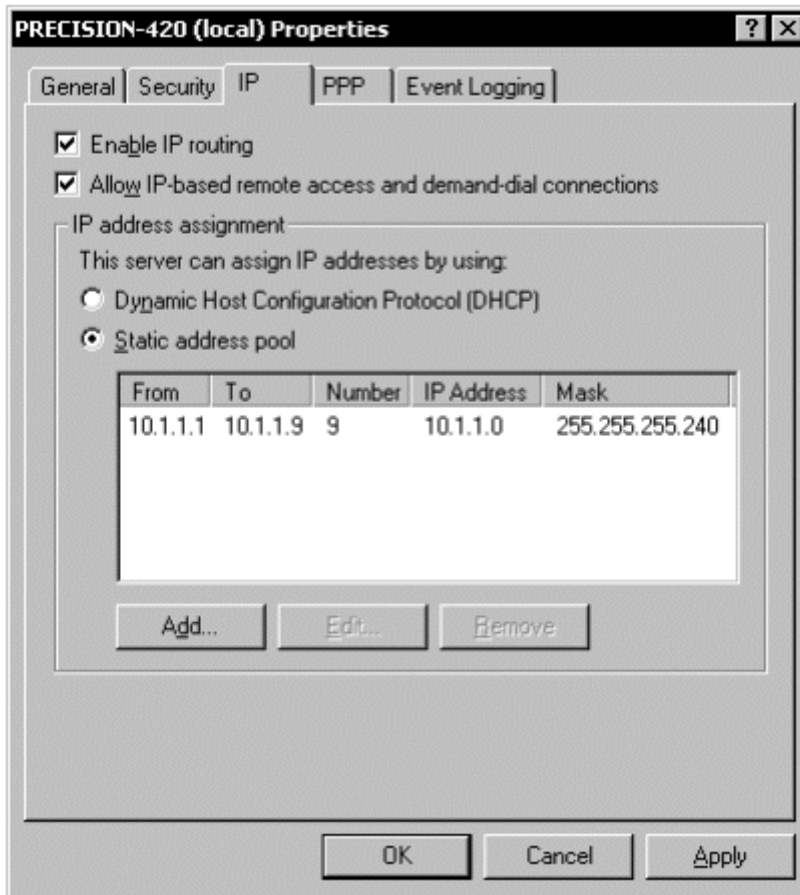 PRECISION-420 (local) Properties
General Security IP PPP Event Logging
Enable IP routing
Allow IP-based remote access and demand-dial connections
IP address assignment
This server can assign IP addresses by using:
Dynamic Host Configuration Protocol (DHCP)
Static address pool
From To Number IP Address Mask
10.1.1.1 10.1.1.9 9 10.1.1.0 255.255.255.240
Add... Edit... Remove
OK Cancel Apply